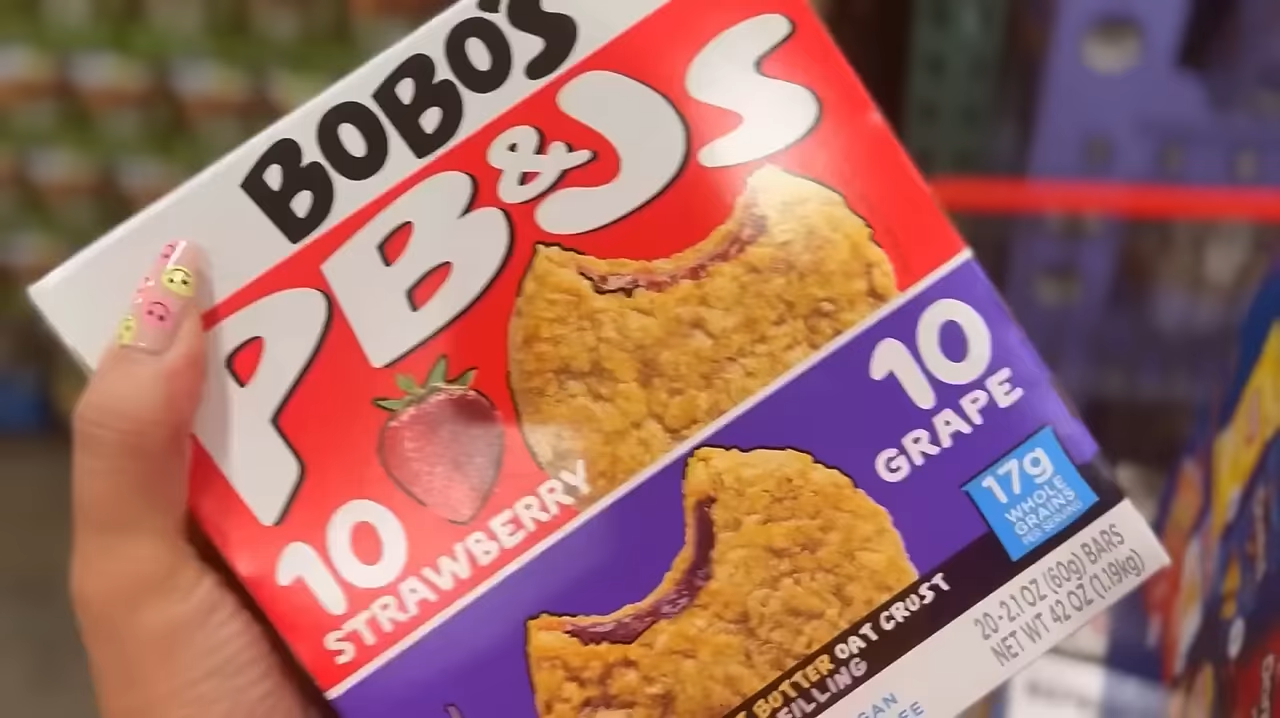 BOBO'S
PB&JS
10
STRAWBERRY
10
GRAPE
17g
WHOLE
GRAINS
PER SERVING
BUTTER OAT CRUST
FILLING
20-2.1 OZ (60g) BARS
NET WT 42 OZ (1.19kg)